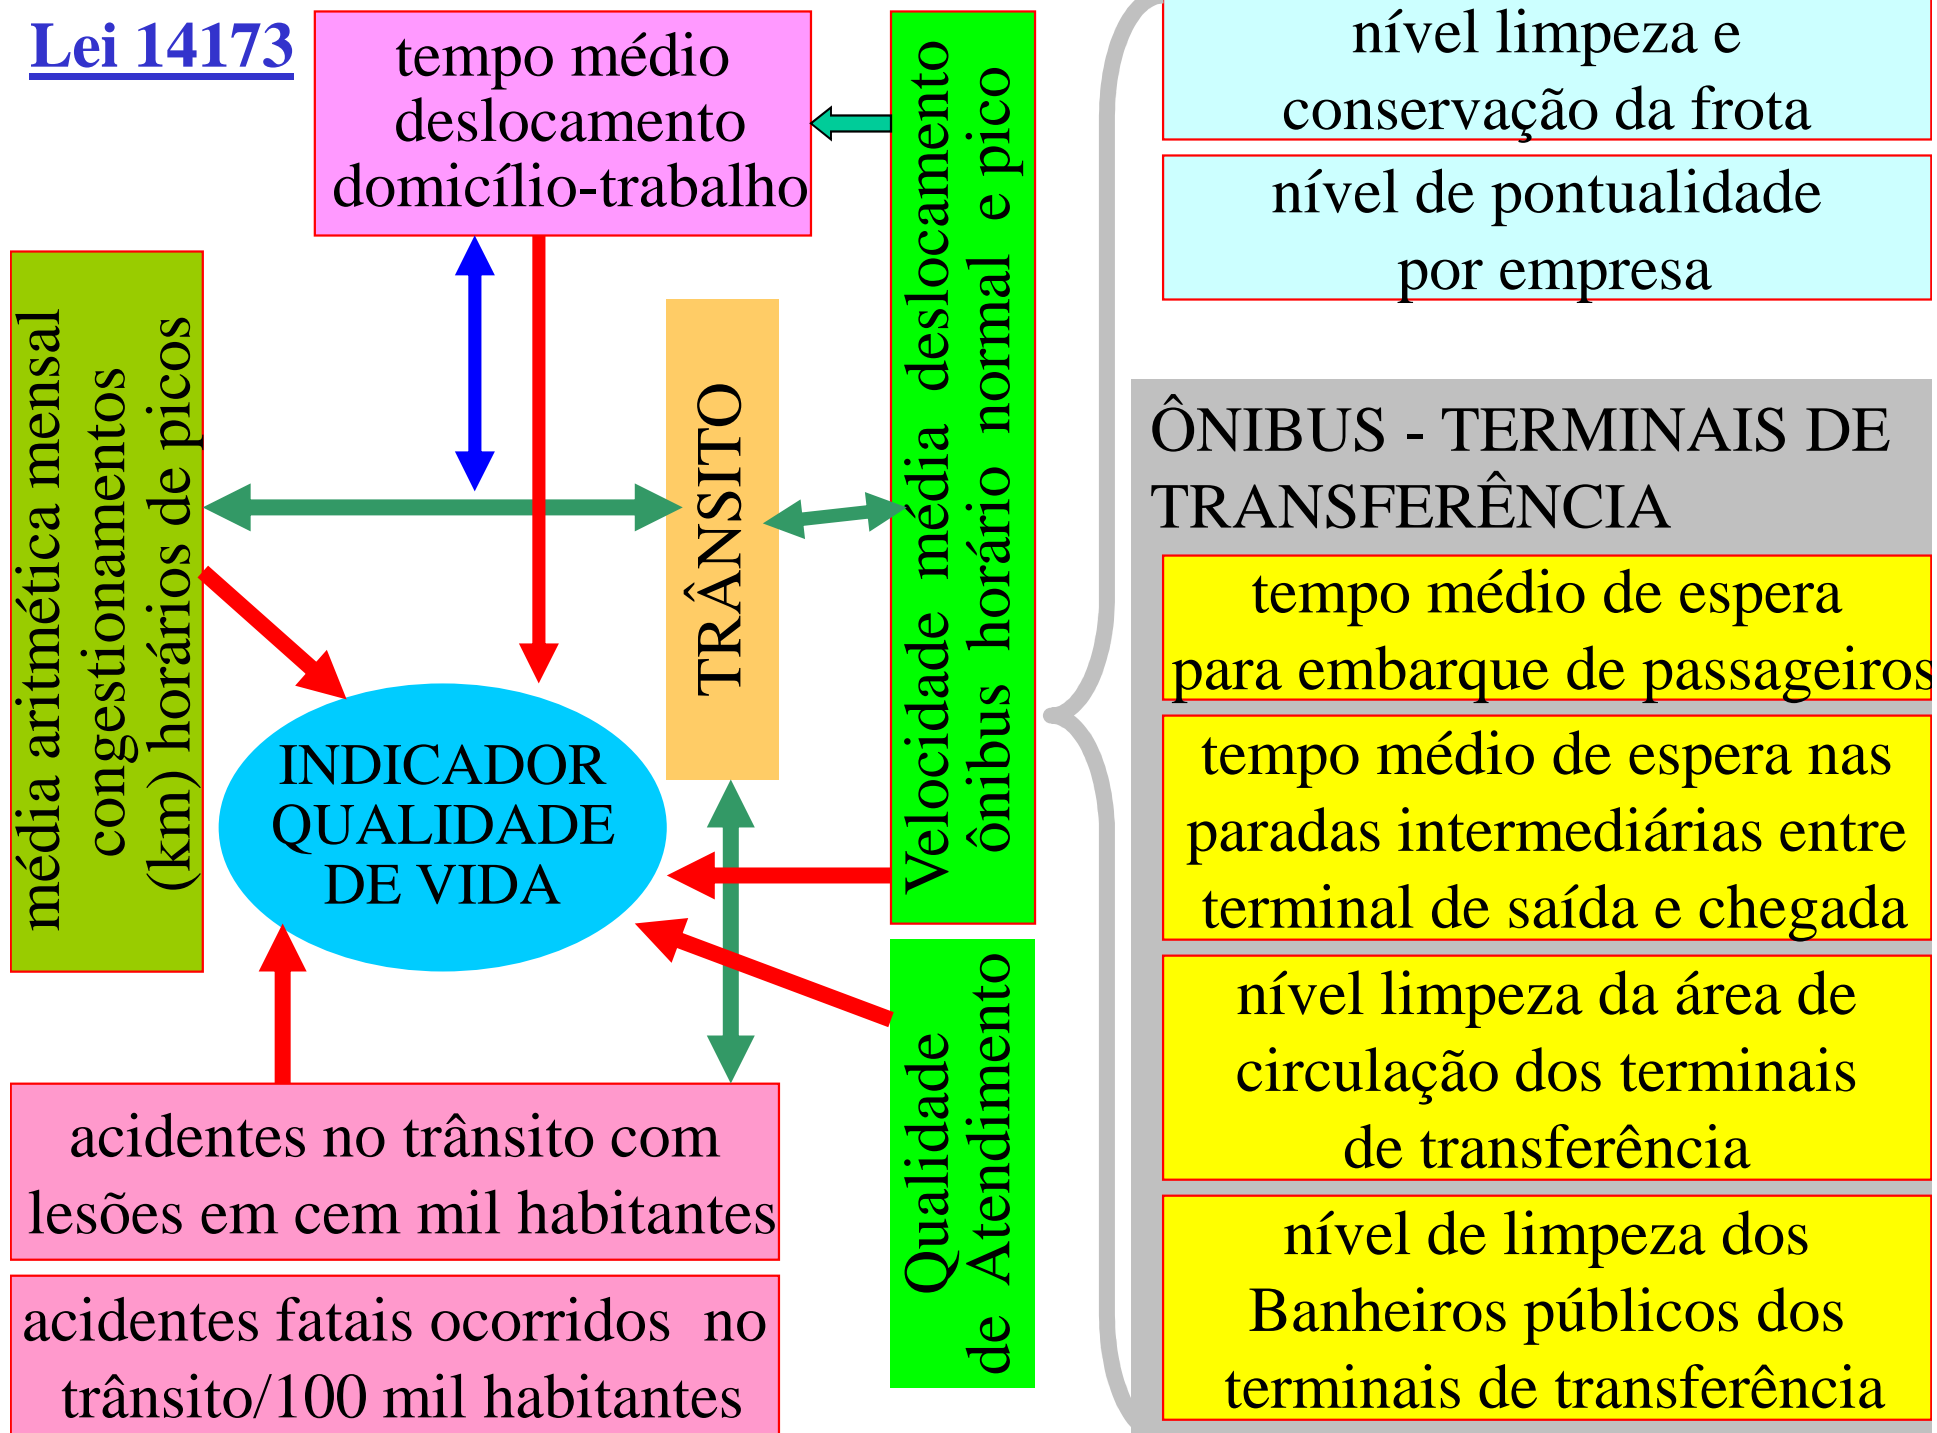 Lei 14173
tempo médio
deslocamento
domicílio-trabalho
média aritmética mensal
congestionamentos
(km) horários de picos
TRÂNSITO
INDICADOR
QUALIDADE
DE VIDA
acidentes no trânsito com
lesões em cem mil habitantes
acidentes fatais ocorridos no
trânsito/100 mil habitantes
Velocidade média deslocamento
ônibus horário normal e pico
Qualidade
de Atendimento
nível limpeza e
conservação da frota
nível de pontualidade
por empresa
ÔNIBUS - TERMINAIS DE
TRANSFERÊNCIA
tempo médio de espera
para embarque de passageiros
tempo médio de espera nas
paradas intermediárias entre
terminal de saída e chegada
nível limpeza da área de
circulação dos terminais
de transferência
nível de limpeza dos
Banheiros públicos dos
terminais de transferência